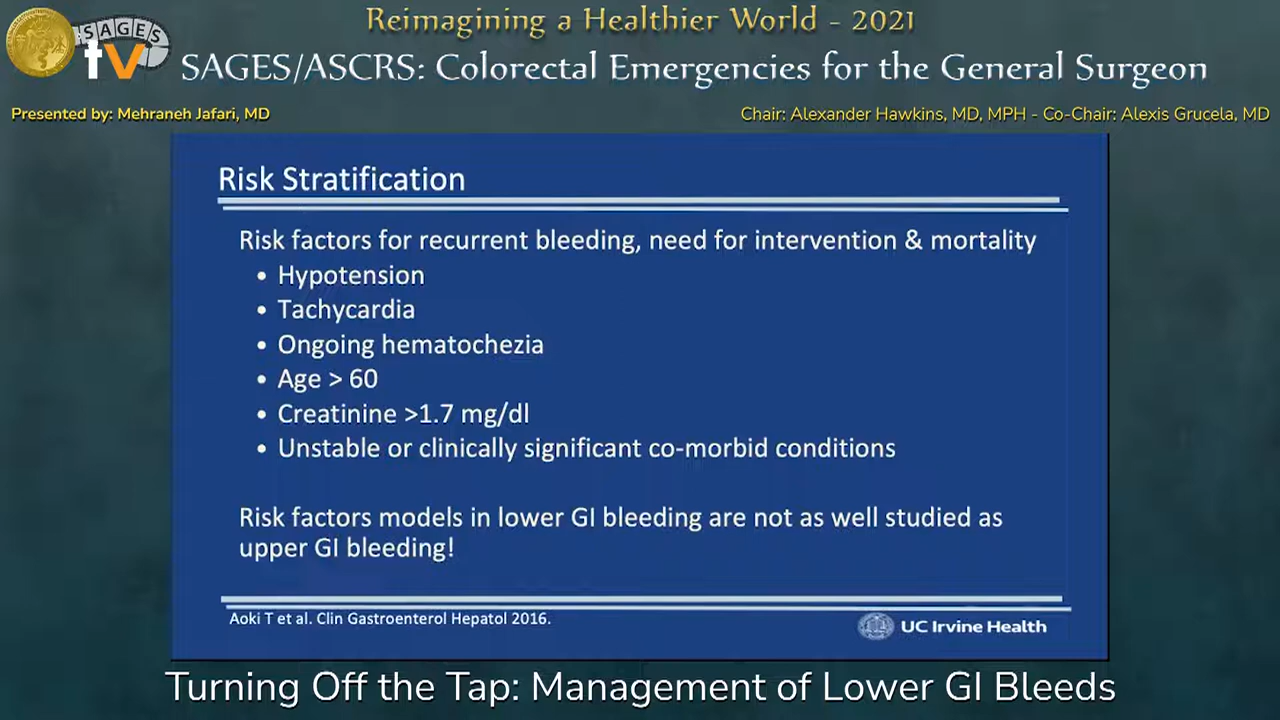 Reimagining a Healthier World - 2021
SAGES
tv
SAGES/ASCRS: Colorectal Emergencies for the General Surgeon
Presented by: Mehraneh Jafari, MD
Chair: Alexander Hawkins, MD, MPH - Co-Chair: Alexis Grucela, MD
Risk Stratification
Risk factors for recurrent bleeding, need for intervention & mortality
• Hypotension
• Tachycardia
• Ongoing hematochezia
• Age > 60
• Creatinine >1.7 mg/dl
• Unstable or clinically significant co-morbid conditions
Risk factors models in lower GI bleeding are not as well studied as
upper GI bleeding!
Aoki T et al. Clin Gastroenterol Hepatol 2016.
UC Irvine Health
Turning Off the Tap: Management of Lower GI Bleeds